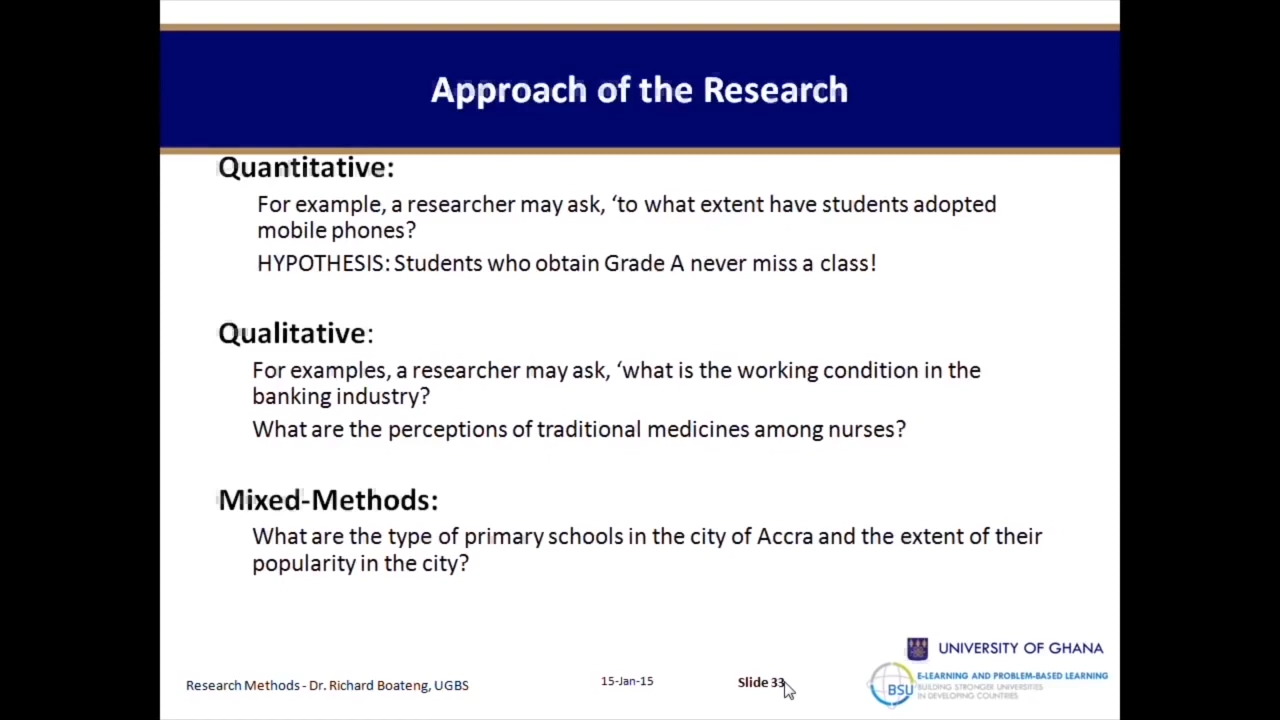 Approach of the Research
Quantitative:
For example, a researcher may ask, ‘to what extent have students adopted
mobile phones?
HYPOTHESIS: Students who obtain Grade A never miss a class!
Qualitative:
For examples, a researcher may ask, ‘what is the working condition in the
banking industry?
What are the perceptions of traditional medicines among nurses?
Mixed-Methods:
What are the type of primary schools in the city of Accra and the extent of their
popularity in the city?
UNIVERSITY OF GHANA
Research Methods - Dr. Richard Boateng, UGBS
15-Jan-15
Slide 33
BSU
E-LEARNING AND PROBLEM-BASED LEARNING
BUILDING STRONGER UNIVERSITIES
IN DEVELOPING COUNTRIES